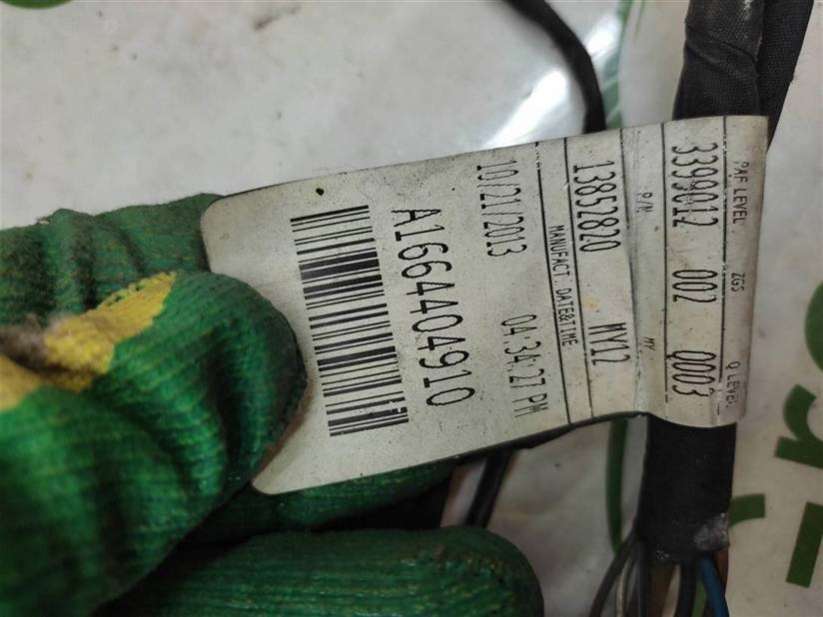 PAF LEVEL ZGS Q LEVEL
3399012 002 Q003
P/N MY
13852820 MY12
MANUFACT. DATE&TIME
10/21/2013 04:34:27 PM
A1664404910